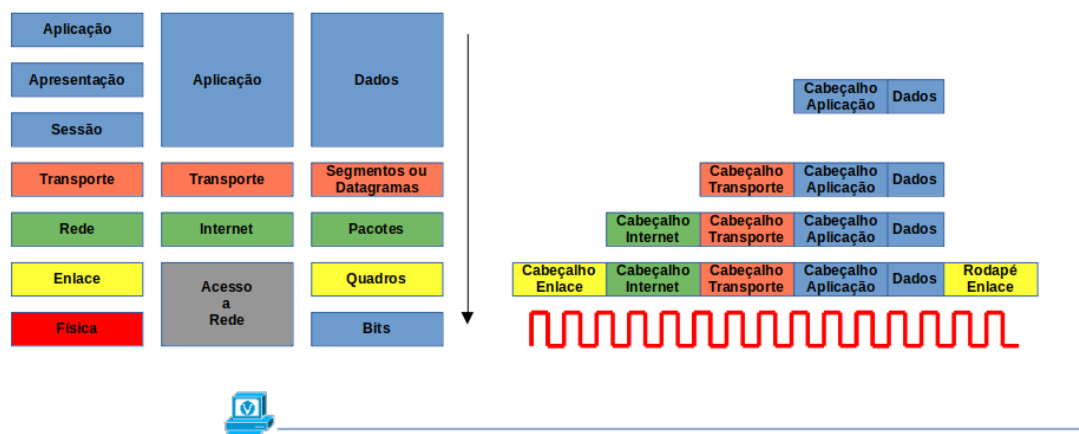 Aplicação
Apresentação
Sessão
Transporte
Rede
Enlace
Física
Aplicação
Transporte
Internet
Acesso
a
Rede
Dados
Segmentos ou
Datagramas
Pacotes
Quadros
Bits
Cabeçalho
Aplicação
Dados
Cabeçalho
Transporte
Cabeçalho
Aplicação
Dados
Cabeçalho
Internet
Cabeçalho
Transporte
Cabeçalho
Aplicação
Dados
Cabeçalho
Enlace
Cabeçalho
Internet
Cabeçalho
Transporte
Cabeçalho
Aplicação
Dados
Rodapé
Enlace
V